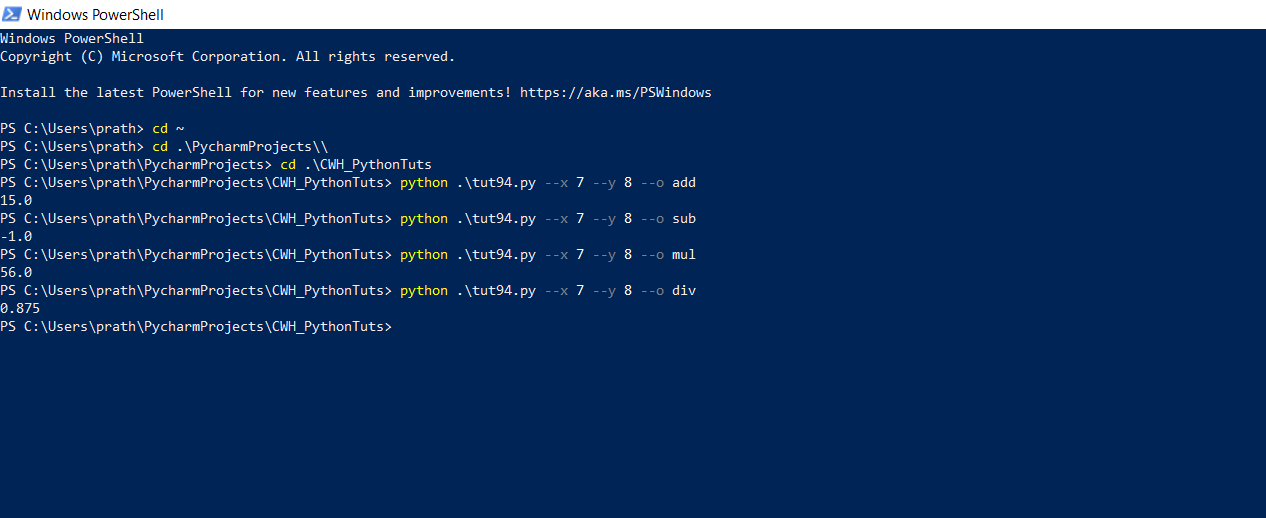 Windows PowerShell
Windows PowerShell
Copyright (C) Microsoft Corporation. All rights reserved.
Install the latest PowerShell for new features and improvements! https://aka.ms/PSWindows
PS C:\Users\prath> cd ~
PS C:\Users\prath> cd .\PycharmProjects\\
PS C:\Users\prath\PycharmProjects> cd .\CWH_PythonTuts
PS C:\Users\prath\PycharmProjects\CWH_PythonTuts> python .\tut94.py --x 7 --y 8 --o add
15.0
PS C:\Users\prath\PycharmProjects\CWH_PythonTuts> python .\tut94.py --x 7 --y 8 --o sub
-1.0
PS C:\Users\prath\PycharmProjects\CWH_PythonTuts> python .\tut94.py --x 7 --y 8 --o mul
56.0
PS C:\Users\prath\PycharmProjects\CWH_PythonTuts> python .\tut94.py --x 7 --y 8 --o div
0.875
PS C:\Users\prath\PycharmProjects\CWH_PythonTuts>